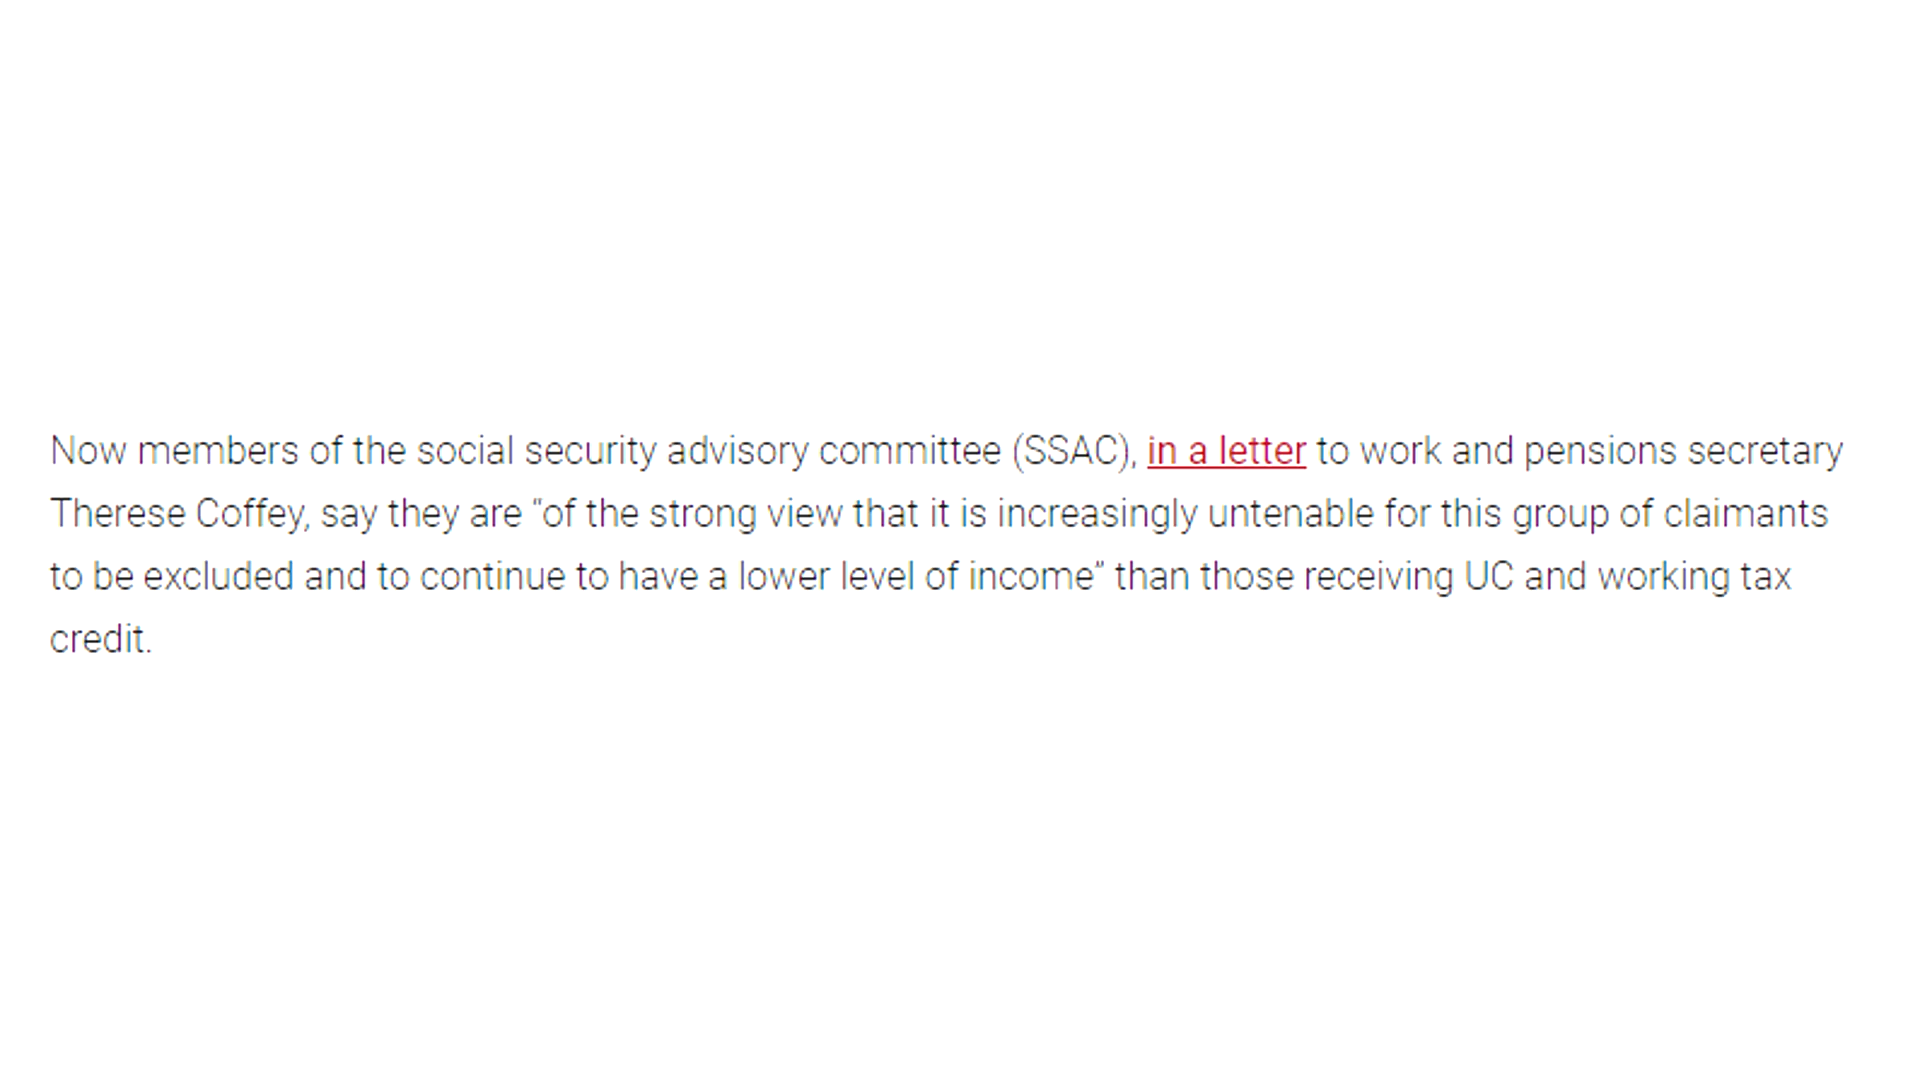 Now members of the social security advisory committee (SSAC), in a letter to work and pensions secretary
Therese Coffey, say they are “of the strong view that it is increasingly untenable for this group of claimants
to be excluded and to continue to have a lower level of income” than those receiving UC and working tax
credit.